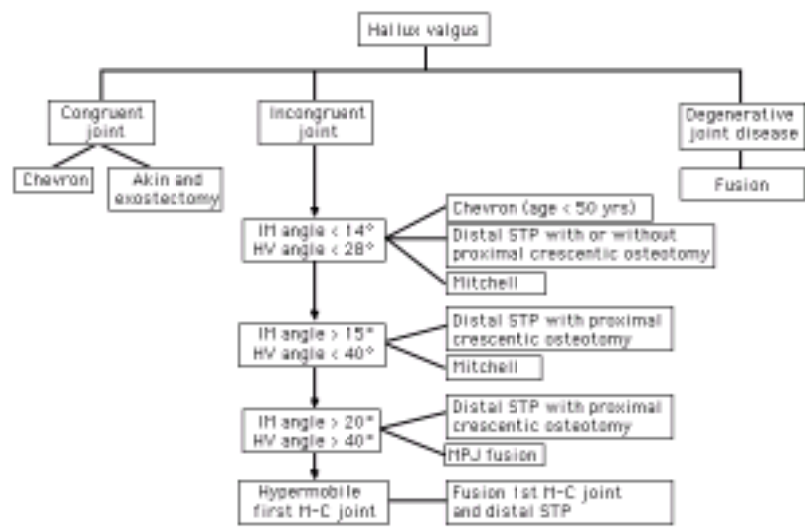 Hallux valgus
Congruent
joint
Incongruent
joint
Degenerative
joint disease
Chevron
Akin and
exostectomy
Fusion
IM angle < 14°
HV angle < 28°
Chevron (age < 50 yrs)
Distal STP with or without
proximal crescentic osteotomy
Mitchell
IM angle > 15°
HV angle < 40°
Distal STP with proximal
crescentic osteotomy
Mitchell
IM angle > 20°
HV angle > 40°
Distal STP with proximal
crescentic osteotomy
MPJ fusion
Hypermobile
first M-C joint
Fusion 1st M-C joint
and distal STP